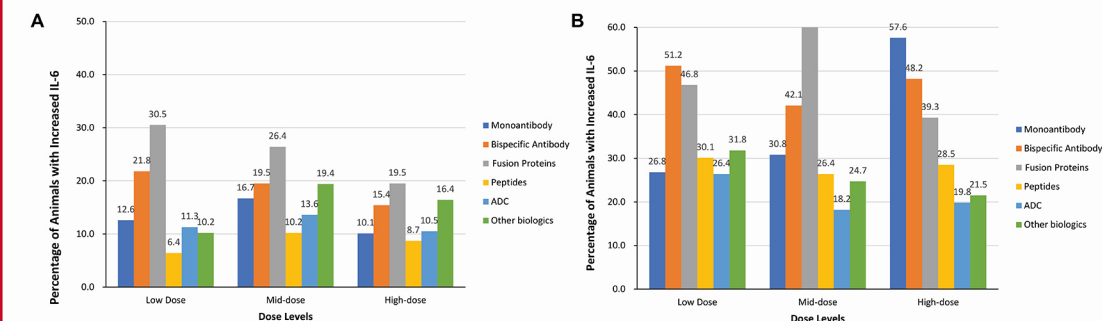 A
50.0
40.0
30.0
20.0
10.0
0.0
Percentage of Animals with Increased IL-6
12.6
21.8
30.5
6.4
11.3
10.2
16.7
19.5
26.4
10.2
13.6
19.4
10.1
15.4
19.5
8.7
10.5
16.4
Low Dose
Mid-dose
High-dose
Dose Levels
Monoantibody
Bispecific Antibody
Fusion Proteins
Peptides
ADC
Other biologics
B
60.0
50.0
40.0
30.0
20.0
10.0
0.0
Percentage of Animals with Increased IL-6
26.8
51.2
46.8
30.1
26.4
31.8
30.8
42.1
26.4
18.2
24.7
57.6
48.2
39.3
28.5
19.8
21.5
Low Dose
Mid-dose
High-dose
Dose Levels
Monoantibody
Bispecific Antibody
Fusion Proteins
Peptides
ADC
Other biologics